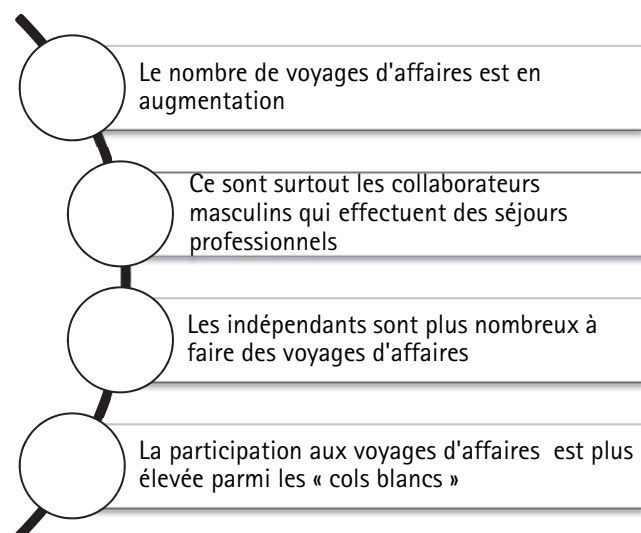 Le nombre de voyages d'affaires est en
augmentation
Ce sont surtout les collaborateurs
masculins qui effectuent des séjours
professionnels
Les indépendants sont plus nombreux à
faire des voyages d'affaires
La participation aux voyages d'affaires  est plus
élevée parmi les « cols blancs »